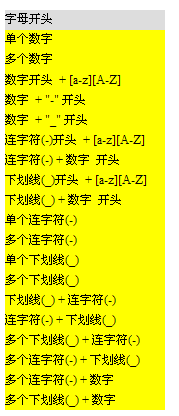 字母开头
单个数字
多个数字
数字开头 + [a-z][A-Z]
数字 + "-" 开头
数字 + "_" 开头
连字符(-)开头 + [a-z][A-Z]
连字符(-) + 数字 开头
下划线(_)开头 + [a-z][A-Z]
下划线(_) + 数字 开头
单个连字符(-)
多个连字符(-)
单个下划线(_)
多个下划线(_)
下划线(_) + 连字符(-)
连字符(-) + 下划线(_)
多个下划线(_) + 连字符(-)
多个连字符(-) + 下划线(_)
多个连字符(-) + 数字
多个下划线(_) + 数字